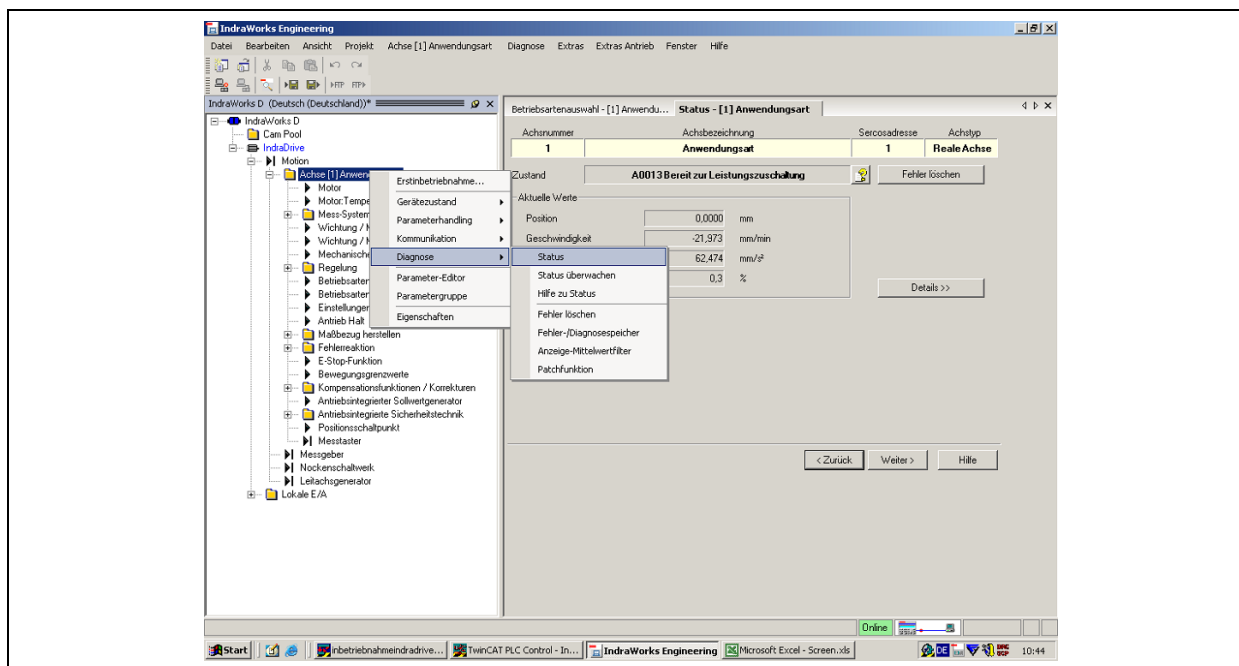 IndraWorks Engineering
Datei Bearbeiten Ansicht Projekt Achse [1] Anwendungsart Diagnose Extras Extras Antrieb Fenster Hilfe
FTP FTP
IndraWorks D (Deutsch (Deutschland))*
IndraWorks D
Cam Pool
IndraDrive
Motion
Achse [1] Anwen
Motor
Motor:Tempe
Mess-System
Wichtung /
Wichtung /
Mechanisch
Regelung
Betriebsarter
Betriebsarter
Einstellunger
Antrieb Halt
Maßbezug herstellen
Fehlerreaktion
E-Stop-Funktion
Bewegungsgrenzwerte
Kompensationsfunktionen / Korrekturen
Antriebsintegrierter Sollwertgenerator
Antriebsintegrierte Sicherheitstechnik
Positionsschaltpunkt
Messtaster
Messgeber
Nockenschaltwerk
Leitachsgenerator
Lokale E/A
Erstinbetriebnahme...
Gerätezustand
Parameterhandling
Kommunikation
Diagnose
Parameter-Editor
Parametergruppe
Eigenschaften
Status
Status überwachen
Hilfe zu Status
Fehler löschen
Fehler-/Diagnosespeicher
Anzeige-Mittelwertfilter
Patchfunktion
Betriebsartenauswahl - [1] Anwendu... Status - [1] Anwendungsart
Achsnummer Achsbezeichnung Sercosadresse Achstyp
1 Anwendungsart 1 Reale Achse
Zustand A0013 Bereit zur Leistungszuschaltung Fehler löschen
Aktuelle Werte
Position 0,0000 mm
Geschwindigkeit -21,973 mm/min
62,474 mm/s²
0,3 %
Details >>
< Zurück Weiter > Hilfe
Online
Start inbetriebnahmeindradrive... TwinCAT PLC Control - In... IndraWorks Engineering Microsoft Excel - Screen.xls DE 10:44